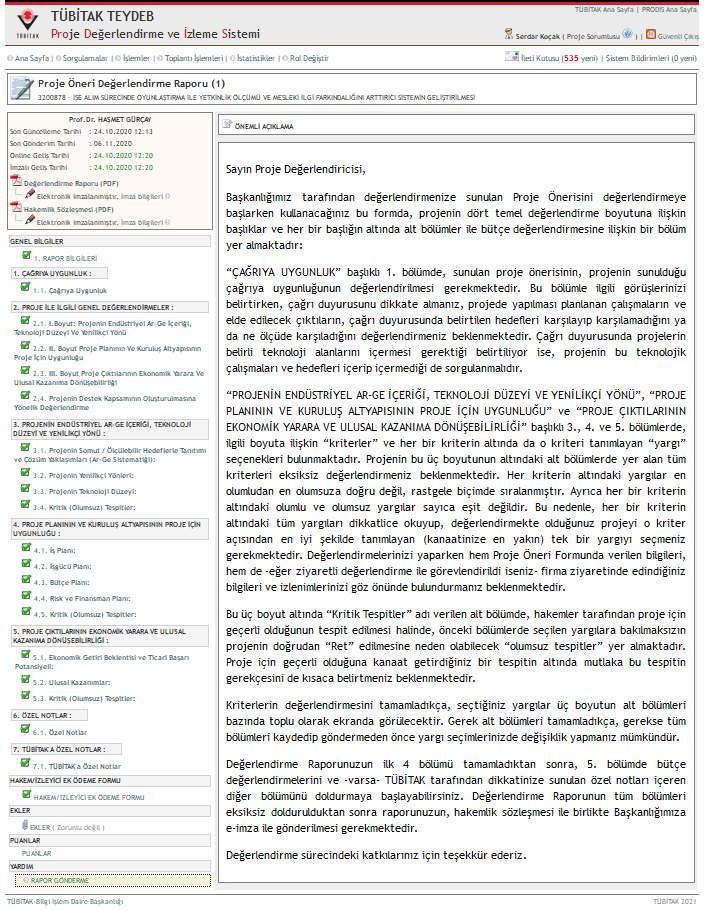 TÜBİTAK Ana Sayfa | PRODİS Ana Sayfa
TÜBİTAK TEYDEB
Proje Değerlendirme ve İzleme Sistemi
TÜBİTAK
Serdar Koçak ( Proje Sorumlusu ) | Güvenli Çıkış
Ana Sayfa | Sorgulamalar | İşlemler | Toplantı İşlemleri | İstatistikler | Rol Değiştir
İleti Kutusu (535 yeni) | Sistem Bildirimleri (0 yeni)
Proje Öneri Değerlendirme Raporu (1)
3200878 - İŞE ALIM SÜRECİNDE OYUNLAŞTIRMA İLE YETKİNLİK ÖLÇÜMÜ VE MESLEKİ İLGİ FARKINDALIĞINI ARTTIRICI SİSTEMİN GELİŞTİRİLMESİ
Prof.Dr. HAŞMET GÜRÇAY
Son Güncelleme Tarihi : 24.10.2020 12:13
Son Gönderim Tarihi : 06.11.2020
Online Geliş Tarihi : 24.10.2020 12:20
İmzalı Geliş Tarihi : 24.10.2020 12:20
Değerlendirme Raporu (PDF)
Elektronik imzalanmıştır. İmza bilgileri
Hakemlik Sözleşmesi (PDF)
Elektronik imzalanmıştır. İmza bilgileri
GENEL BİLGİLER
1. RAPOR BİLGİLERİ
1. ÇAĞRIYA UYGUNLUK :
1.1. Çağrıya Uygunluk
2. PROJE İLE İLGİLİ GENEL DEĞERLENDİRMELER :
2.1. I.Boyut: Projenin Endüstriyel Ar-Ge İçeriği,
Teknoloji Düzeyi Ve Yenilikçi Yönü
2.2. II. Boyut Proje Planının Ve Kuruluş Altyapısının
Proje İçin Uygunluğu
2.3. III. Boyut Proje Çıktılarının Ekonomik Yarara Ve
Ulusal Kazanıma Dönüşebilirliği
2.4. Projenin Destek Kapsamının Oluşturulmasına
Yönelik Değerlendirme
3. PROJENİN ENDÜSTRİYEL AR-GE İÇERİĞİ, TEKNOLOJİ
DÜZEYİ VE YENİLİKÇİ YÖNÜ :
3.1. Projenin Somut / Ölçülebilir Hedeflerle Tanıtımı
ve Çözüm Yaklaşımları (Ar-Ge Sistematiği):
3.2. Projenin Yenilikçi Yönleri:
3.3. Projenin Teknoloji Düzeyi:
3.4. Kritik (Olumsuz) Tespitler:
4. PROJE PLANININ VE KURULUŞ ALTYAPISININ PROJE İÇİN
UYGUNLUĞU :
4.1. İş Planı:
4.2. İşgücü Planı:
4.3. Bütçe Planı:
4.4. Risk ve Finansman Planı:
4.5. Kritik (Olumsuz) Tespitler:
5. PROJE ÇIKTILARININ EKONOMİK YARARA VE ULUSAL
KAZANIMA DÖNÜŞEBİLİRLİĞİ :
5.1. Ekonomik Getiri Beklentisi ve Ticari Başarı
Potansiyeli:
5.2. Ulusal Kazanımlar:
5.3. Kritik (Olumsuz) Tespitler:
6. ÖZEL NOTLAR :
6.1. Özel Notlar
7. TÜBİTAK'A ÖZEL NOTLAR :
7.1. TÜBİTAK'a Özel Notlar
HAKEM/İZLEYİCİ EK ÖDEME FORMU
HAKEM/İZLEYİCİ EK ÖDEME FORMU
EKLER
EKLER ( Zorunlu değil )
PUANLAR
PUANLAR
YARDIM
RAPOR GÖNDERME
ÖNEMLİ AÇIKLAMA
Sayın Proje Değerlendiricisi,
Başkanlığımız tarafından değerlendirmenize sunulan Proje Önerisini değerlendirmeye
başlarken kullanacağınız bu formda, projenin dört temel değerlendirme boyutuna ilişkin
başlıklar ve her bir başlığın altında alt bölümler ile bütçe değerlendirmesine ilişkin bir bölüm
yer almaktadır:
“ÇAĞRIYA UYGUNLUK” başlıklı 1. bölümde, sunulan proje önerisinin, projenin sunulduğu
çağrıya uygunluğunun değerlendirilmesi gerekmektedir. Bu bölümle ilgili görüşlerinizi
belirtirken, çağrı duyurusunu dikkate almanız, projede yapılması planlanan çalışmaların ve
elde edilecek çıktıların, çağrı duyurusunda belirtilen hedefleri karşılayıp karşılamadığını ya
da ne ölçüde karşıladığını değerlendirmeniz beklenmektedir. Çağrı duyurusunda projelerin
belirli teknoloji alanlarını içermesi gerektiği belirtiliyor ise, projenin bu teknolojik
çalışmaları ve hedefleri içerip içermediği de sorgulanmalıdır.
“PROJENİN ENDÜSTRİYEL AR-GE İÇERİĞİ, TEKNOLOJİ DÜZEYİ VE YENİLİKÇİ YÖNÜ”, “PROJE
PLANININ VE KURULUŞ ALTYAPISININ PROJE İÇİN UYGUNLUĞU” ve “PROJE ÇIKTILARININ
EKONOMİK YARARA VE ULUSAL KAZANIMA DÖNÜŞEBİLİRLİĞİ” başlıklı 3., 4. ve 5. bölümlerde,
ilgili boyuta ilişkin “kriterler” ve her bir kriterin altında da o kriteri tanımlayan “yargı”
seçenekleri bulunmaktadır. Projenin bu üç boyutunun altındaki alt bölümlerde yer alan tüm
kriterleri eksiksiz değerlendirmeniz beklenmektedir. Her kriterin altındaki yargılar en
olumludan en olumsuza doğru değil, rastgele biçimde sıralanmıştır. Ayrıca her bir kriterin
altındaki olumlu ve olumsuz yargılar sayıca eşit değildir. Bu nedenle, her bir kriterin
altındaki tüm yargıları dikkatlice okuyup, değerlendirmekte olduğunuz projeyi o kriter
açısından en iyi şekilde tanımlayan (kanaatinize en yakın) tek bir yargıyı seçmeniz
gerekmektedir. Değerlendirmelerinizi yaparken hem Proje Öneri Formunda verilen bilgileri,
hem de -eğer ziyaretli değerlendirme ile görevlendirildi iseniz- firma ziyaretinde edindiğiniz
bilgileri ve izlenimlerinizi göz önünde bulundurmanız beklenmektedir.
Bu üç boyut altında “Kritik Tespitler” adı verilen alt bölümde, hakemler tarafından proje için
geçerli olduğunun tespit edilmesi halinde, önceki bölümlerde seçilen yargılara bakılmaksızın
projenin doğrudan “Ret” edilmesine neden olabilecek “olumsuz tespitler” yer almaktadır.
Proje için geçerli olduğuna kanaat getirdiğiniz bir tespitin altında mutlaka bu tespitin
gerekçesini de kısaca belirtmeniz beklenmektedir.
Kriterlerin değerlendirmesini tamamladıkça, seçtiğiniz yargılar üç boyutun alt bölümleri
bazında toplu olarak ekranda görülecektir. Gerek alt bölümleri tamamladıkça, gerekse tüm
bölümleri kaydedip göndermeden önce yargı seçimlerinizde değişiklik yapmanız mümkündür.
Değerlendirme Raporunuzun ilk 4 bölümü tamamladıktan sonra, 5. bölümde bütçe
değerlendirmelerini ve -varsa- TÜBİTAK tarafından dikkatinize sunulan özel notları içeren
diğer bölümünü doldurmaya başlayabilirsiniz. Değerlendirme Raporunun tüm bölümleri
eksiksiz doldurulduktan sonra raporunuzun, hakemlik sözleşmesi ile birlikte Başkanlığımıza
e-imza ile gönderilmesi gerekmektedir.
Değerlendirme sürecindeki katkılarınız için teşekkür ederiz.
TÜBİTAK-Bilgi İşlem Daire Başkanlığı
TÜBİTAK 2021